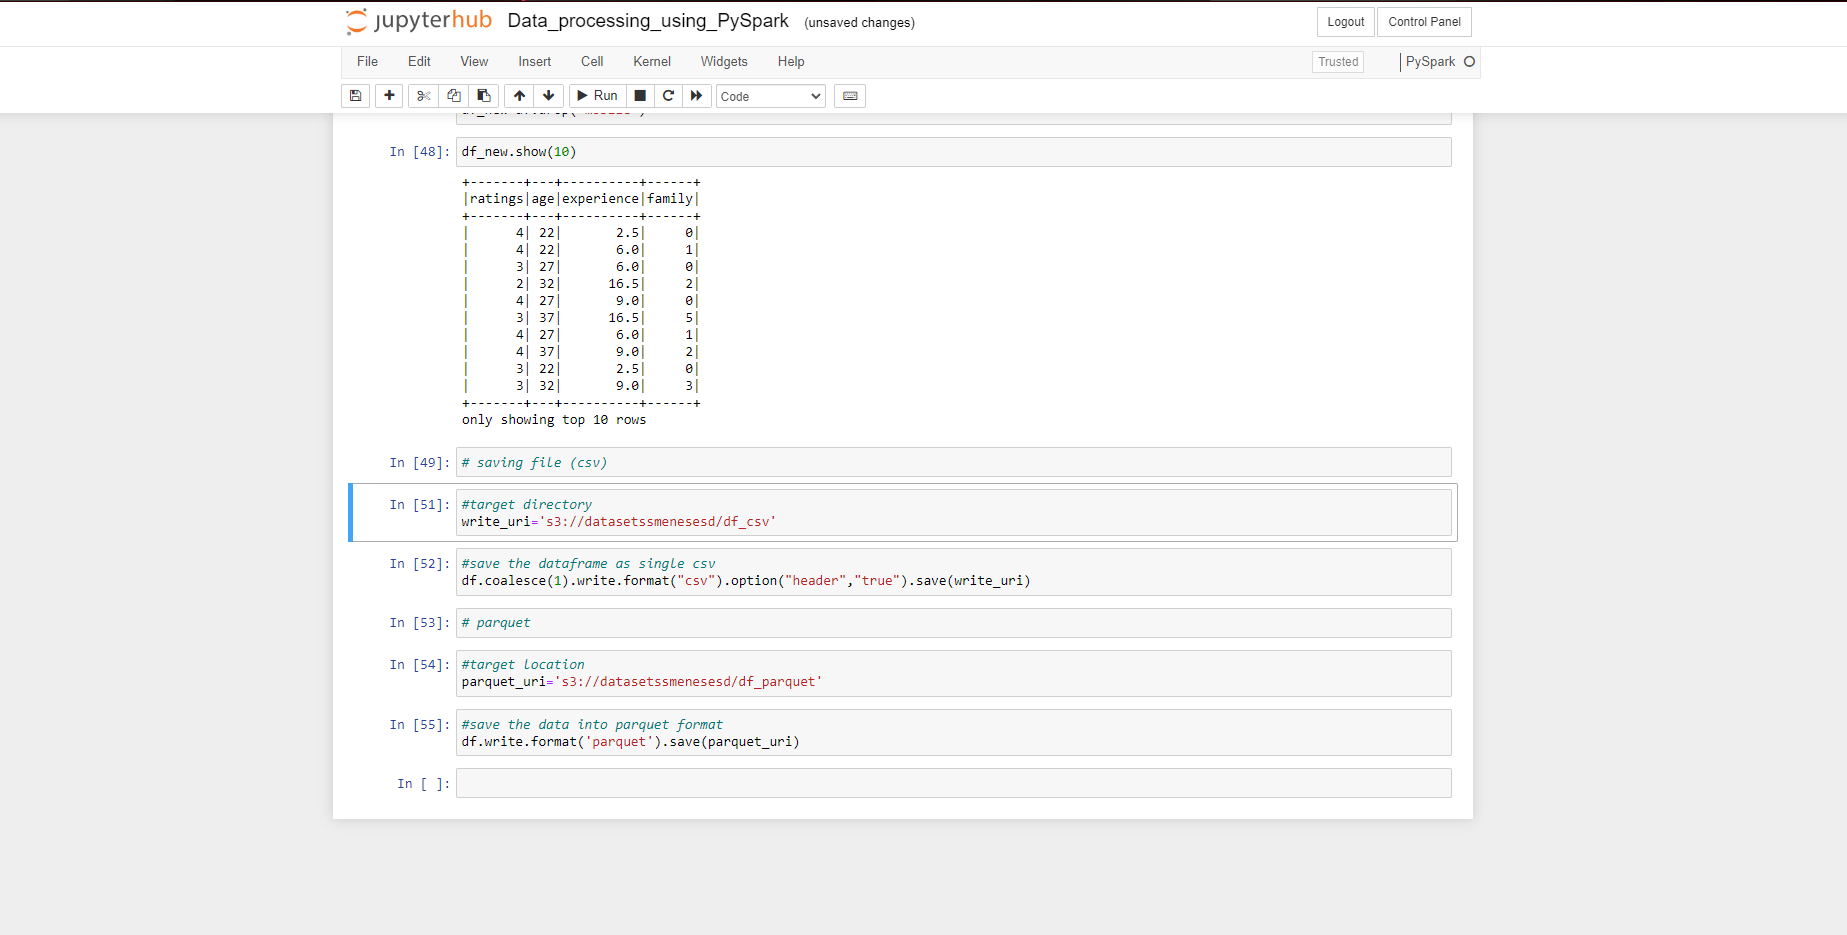 jupyterhub Data_processing_using_PySpark (unsaved changes) Logout Control Panel
File Edit View Insert Cell Kernel Widgets Help Trusted PySpark
Run Code
In [48]: df_new.show(10)
+-------+---+----------+------+
|ratings|age|experience|family|
+-------+---+----------+------+
|      4| 22|       2.5|     0|
|      4| 22|       6.0|     1|
|      3| 27|       6.0|     0|
|      2| 32|      16.5|     2|
|      4| 27|       9.0|     0|
|      3| 37|      16.5|     5|
|      4| 27|       6.0|     1|
|      4| 37|       9.0|     2|
|      3| 22|       2.5|     0|
|      3| 32|       9.0|     3|
+-------+---+----------+------+
only showing top 10 rows
In [49]: # saving file (csv)
In [51]: #target directory
write_uri='s3://datasetssmenesesd/df_csv'
In [52]: #save the dataframe as single csv
df.coalesce(1).write.format("csv").option("header","true").save(write_uri)
In [53]: # parquet
In [54]: #target location
parquet_uri='s3://datasetssmenesesd/df_parquet'
In [55]: #save the data into parquet format
df.write.format('parquet').save(parquet_uri)
In [ ]: